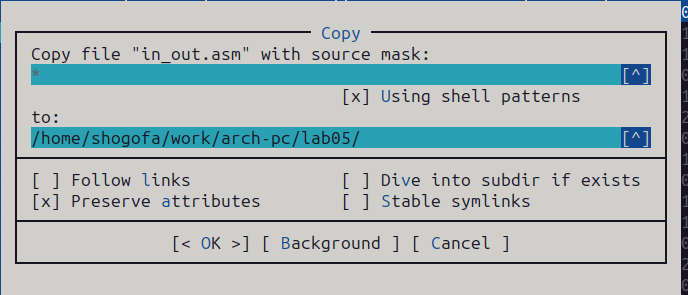 Copy
Copy file "in_out.asm" with source mask:
* [^]
[x] Using shell patterns
to:
/home/shogofa/work/arch-pc/lab05/ [^]
[ ] Follow links [ ] Dive into subdir if exists
[x] Preserve attributes [ ] Stable symlinks
[< OK >] [ Background ] [ Cancel ]